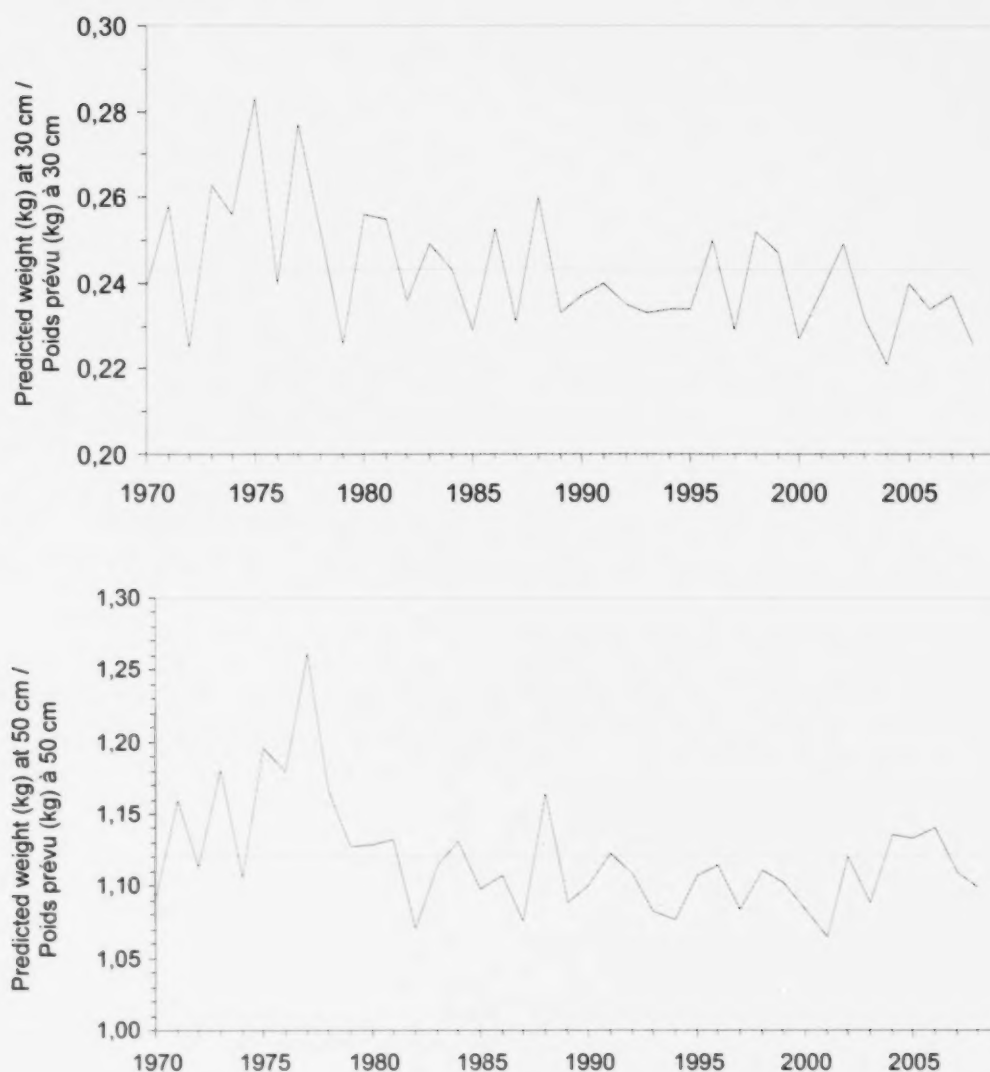 Predicted weight (kg) at 30 cm /
Poids prévu (kg) à 30 cm
0,30
0,28
0,26
0,24
0,22
0,20
1970 1975 1980 1985 1990 1995 2000 2005
Predicted weight (kg) at 50 cm /
Poids prévu (kg) à 50 cm
1,30
1,25
1,20
1,15
1,10
1,05
1,00
1970 1975 1980 1985 1990 1995 2000 2005